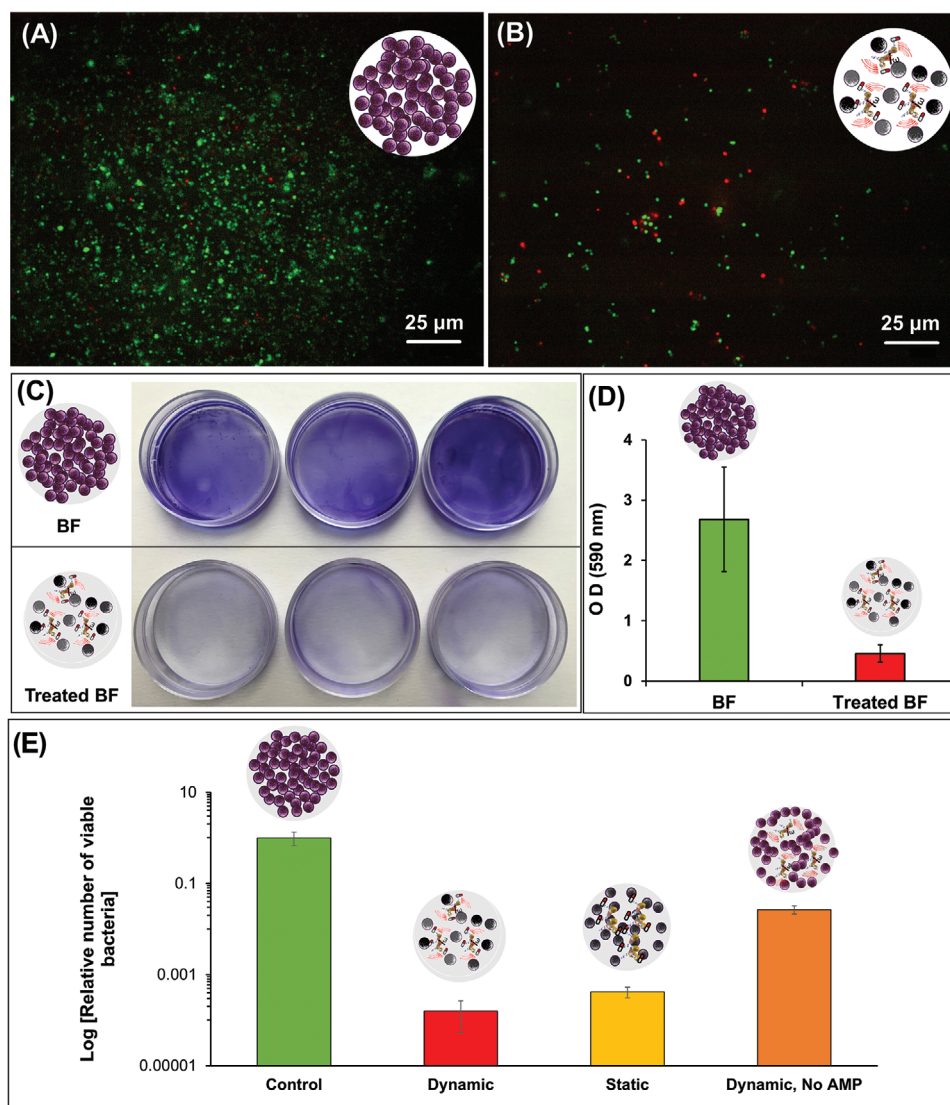 (A)
25 µm
(B)
25 µm
(C)
BF
Treated BF
(D)
O D (590 nm)
4
3
2
1
0
BF
Treated BF
(E)
Log [Relative number of viable
bacteria]
10
0.1
0.001
0.00001
Control
Dynamic
Static
Dynamic, No AMP